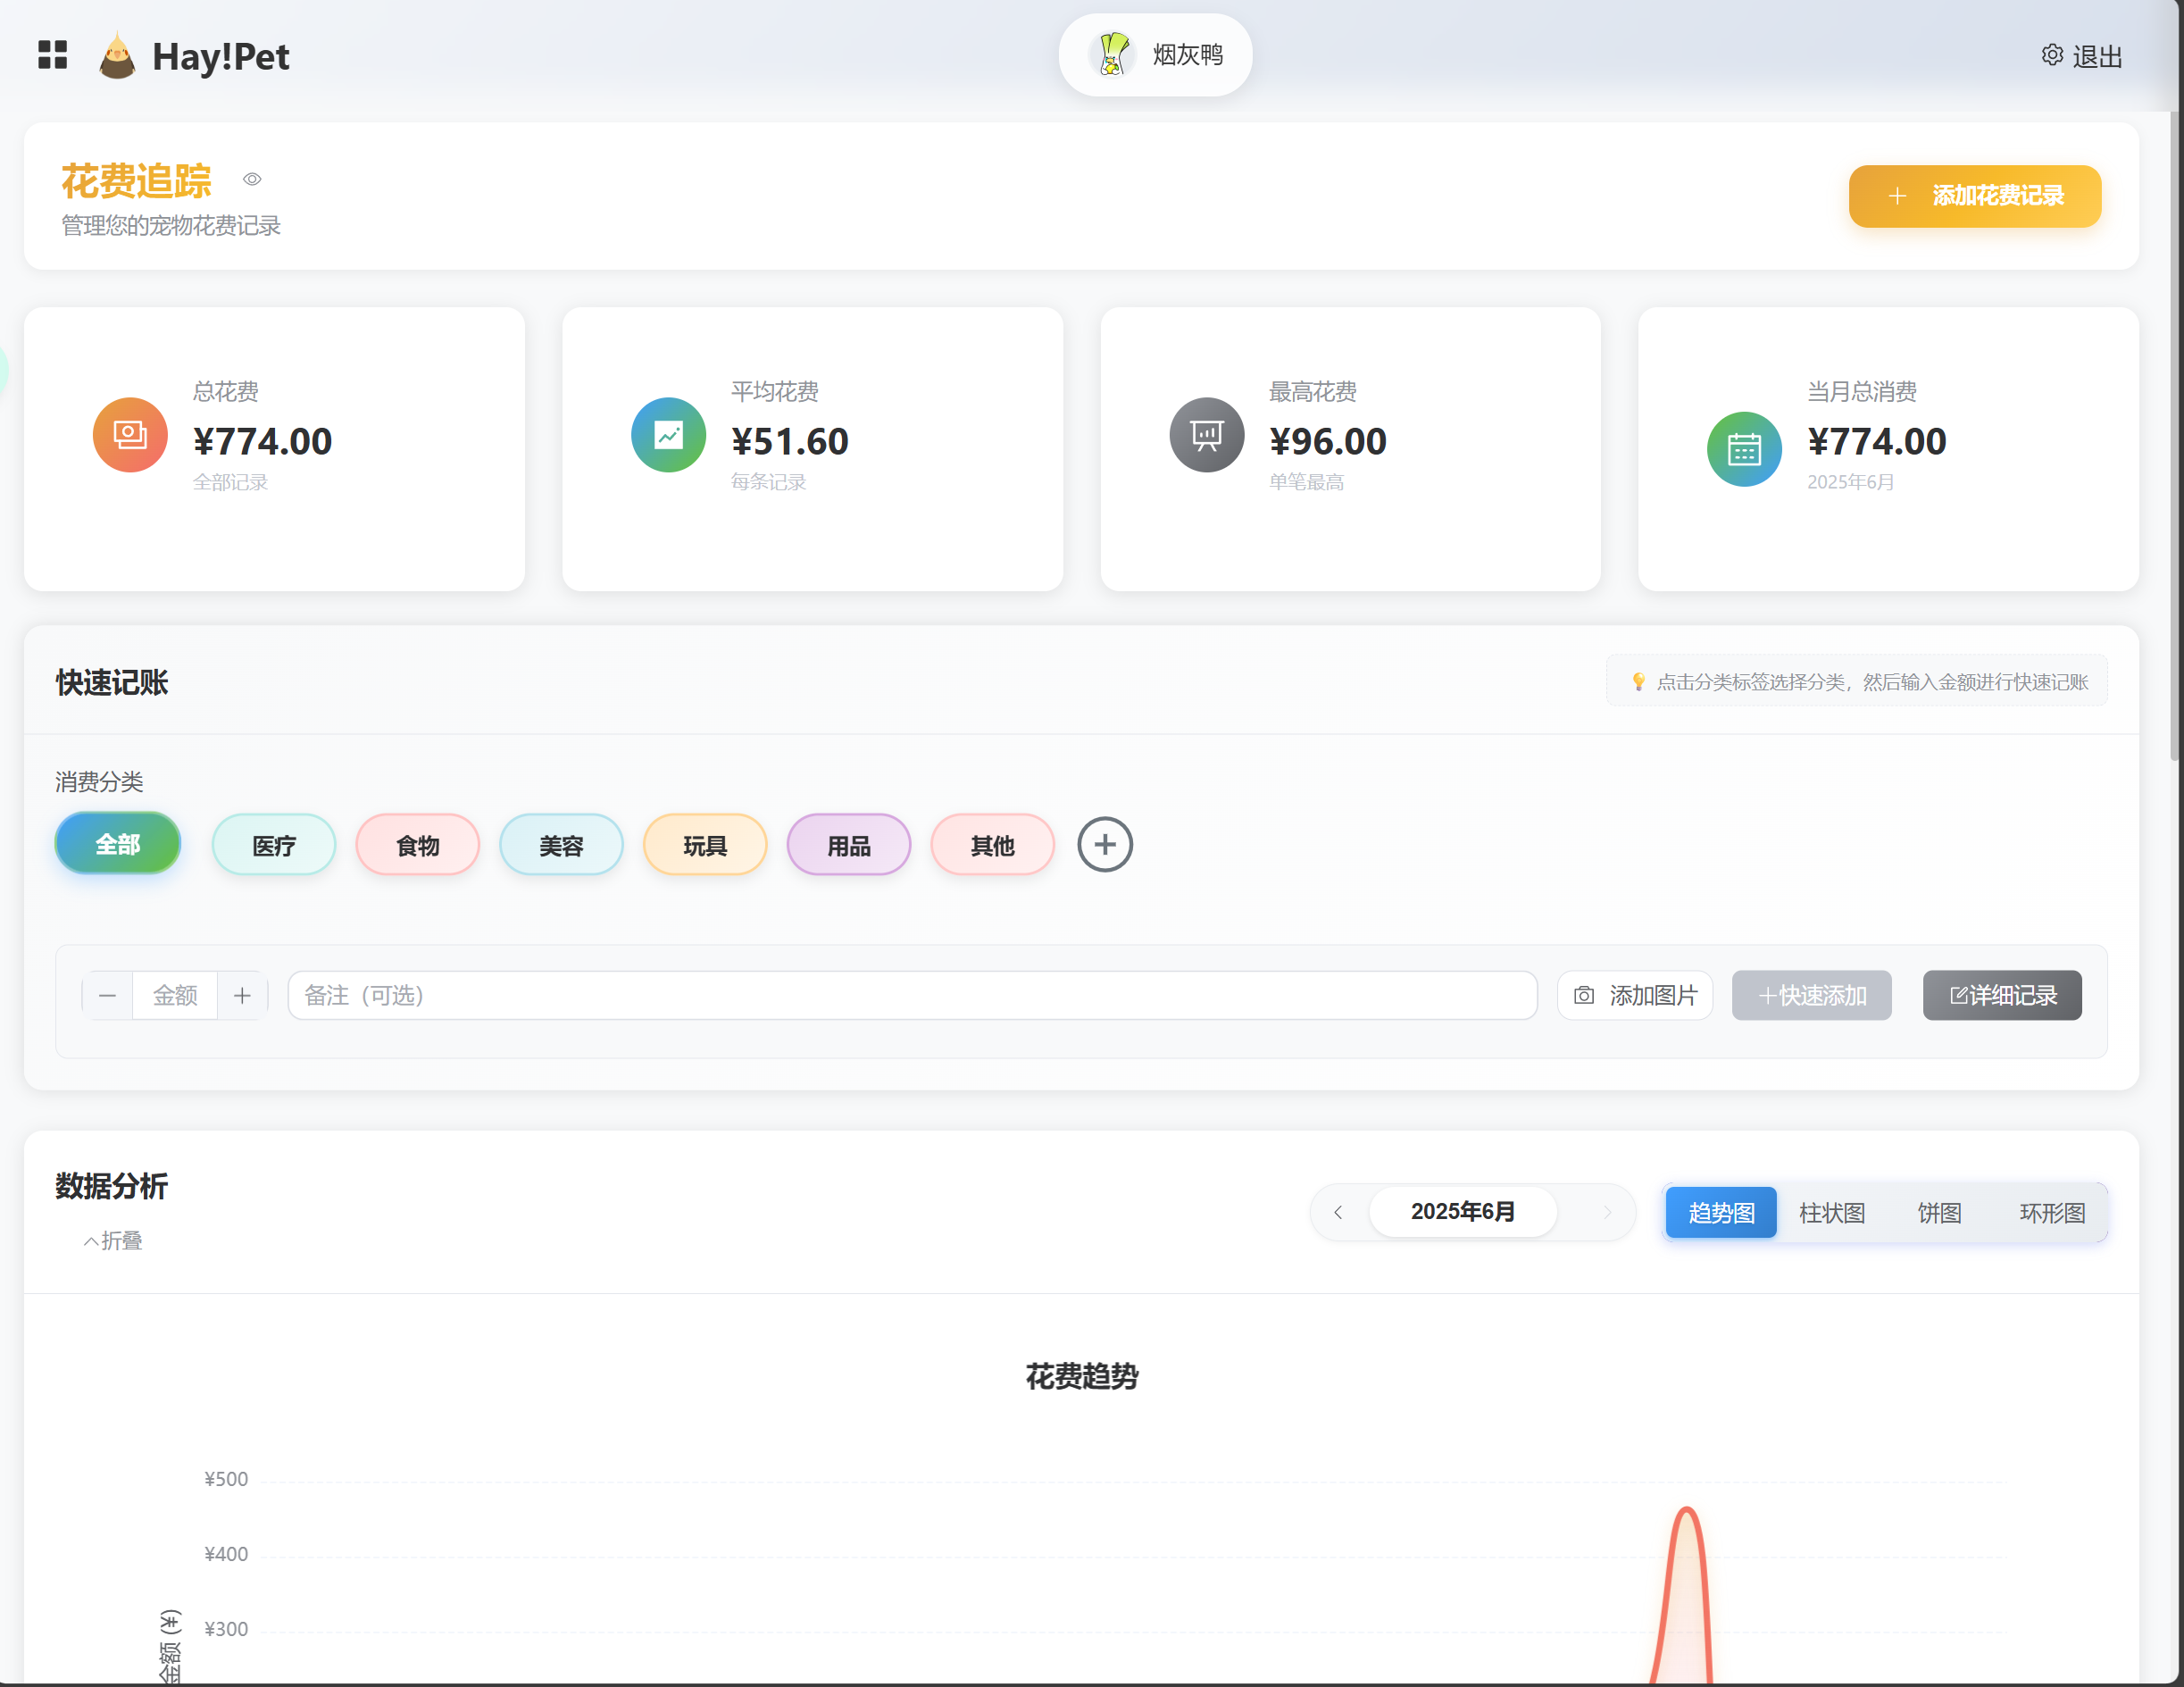 Hay!Pet
烟灰鸭
退出
花费追踪
管理您的宠物花费记录
添加花费记录
总花费
¥774.00
全部记录
平均花费
¥51.60
每条记录
最高花费
¥96.00
单笔最高
当月总消费
¥774.00
2025年6月
快速记账
点击分类标签选择分类，然后输入金额进行快速记账
消费分类
全部 医疗 食物 美容 玩具 用品 其他
金额 备注（可选） 添加图片 快速添加 详细记录
数据分析
折叠
2025年6月
趋势图 柱状图 饼图 环形图
花费趋势
¥500
¥400
¥300
金额 (¥)